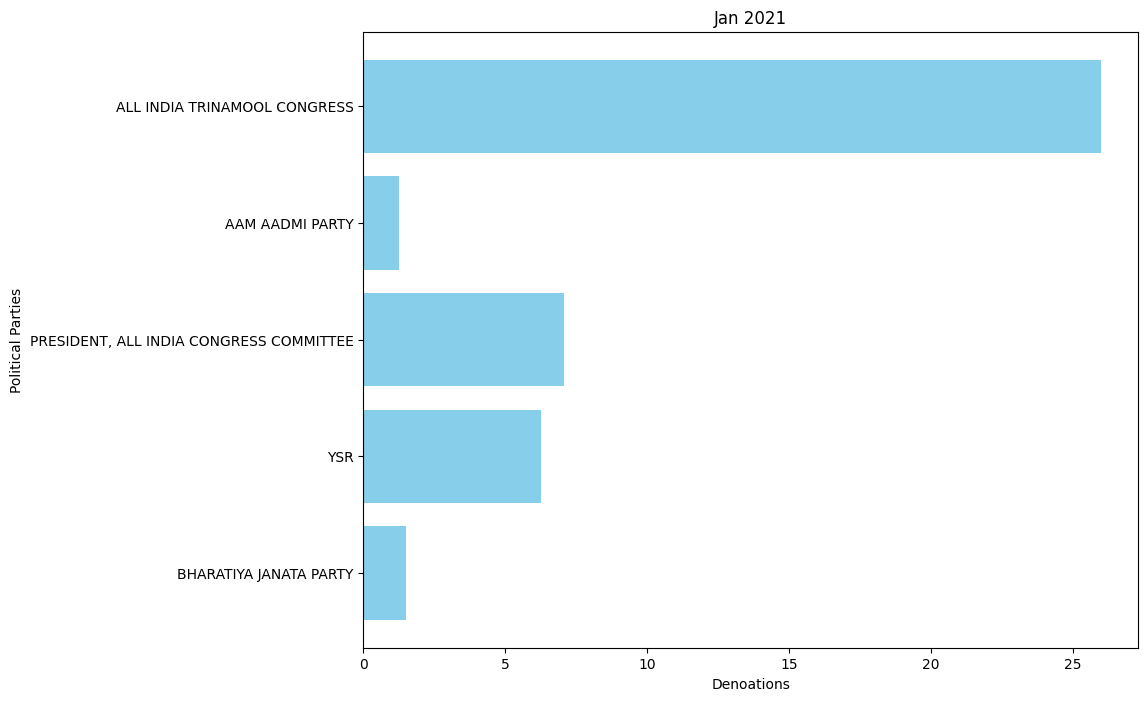 Jan 2021
Political Parties
ALL INDIA TRINAMOOL CONGRESS
AAM AADMI PARTY
PRESIDENT, ALL INDIA CONGRESS COMMITTEE
YSR
BHARATIYA JANATA PARTY
0 5 10 15 20 25
Denoations